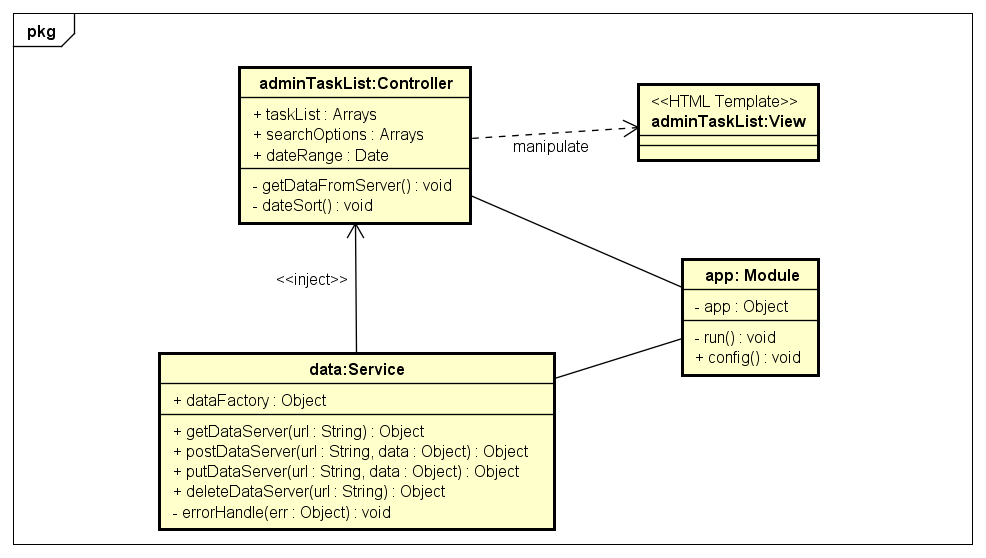 pkg
adminTaskList:Controller
+ taskList : Arrays
+ searchOptions : Arrays
+ dateRange : Date
- getDataFromServer() : void
- dateSort() : void
manipulate
<<HTML Template>>
adminTaskList:View
<<inject>>
app: Module
- app : Object
- run() : void
+ config() : void
data:Service
+ dataFactory : Object
+ getDataServer(url : String) : Object
+ postDataServer(url : String, data : Object) : Object
+ putDataServer(url : String, data : Object) : Object
+ deleteDataServer(url : String) : Object
- errorHandle(err : Object) : void